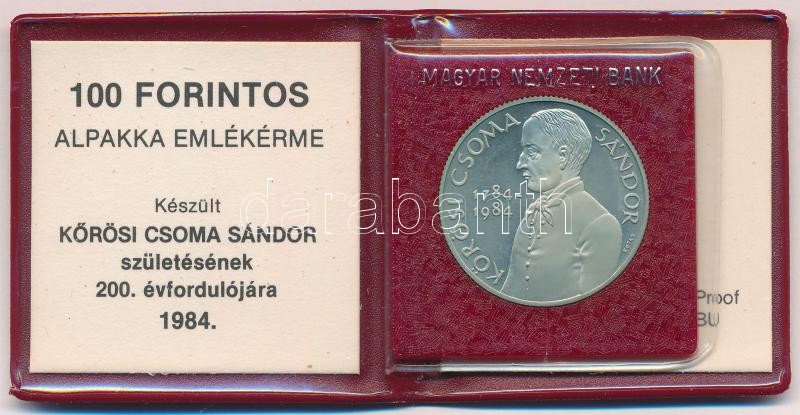 100 FORINTOS
ALPAKKA EMLÉKÉRME
Készült
KŐRÖSI CSOMA SÁNDOR
születésének
200. évfordulójára
1984.
MAGYAR NEMZETI BANK
KŐRÖSI CSOMA SÁNDOR
1784-
1984
Proof
BU
darabanth